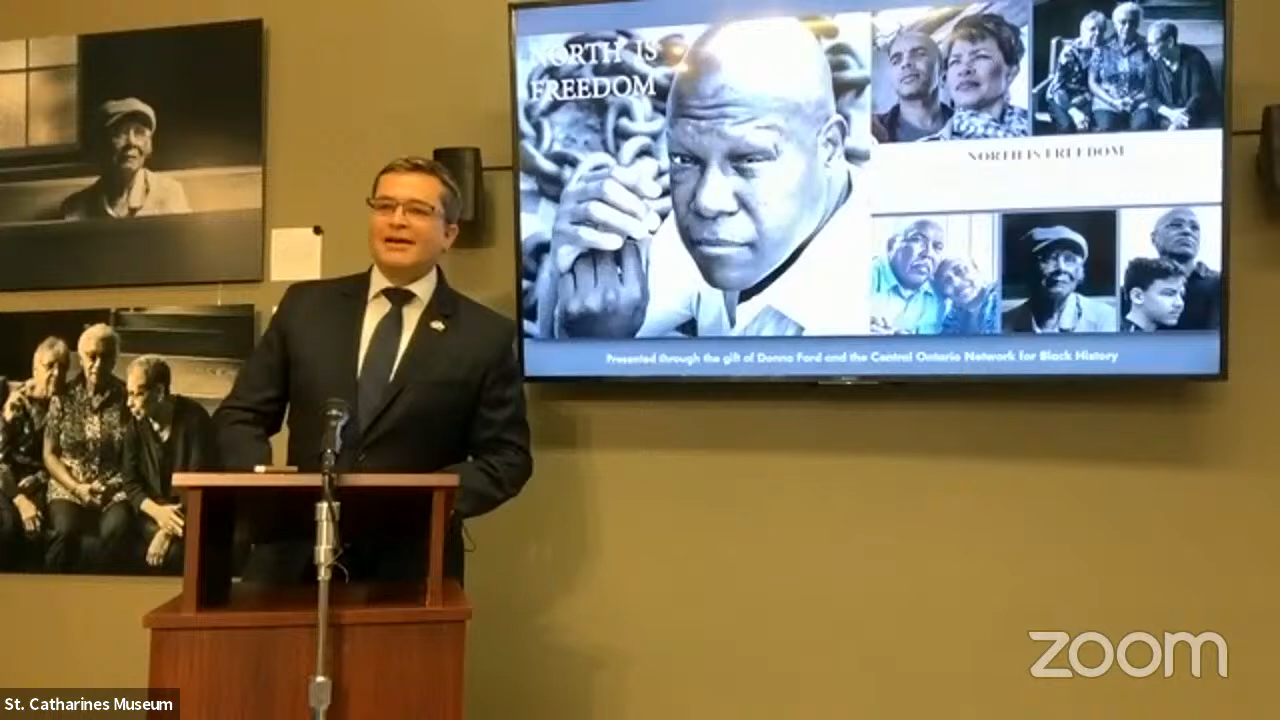 NORTH IS
FREEDOM
NORTH IS FREEDOM
Presented through the gift of Donna Ford and the Central Ontario Network for Black History
zoom
St. Catharines Museum